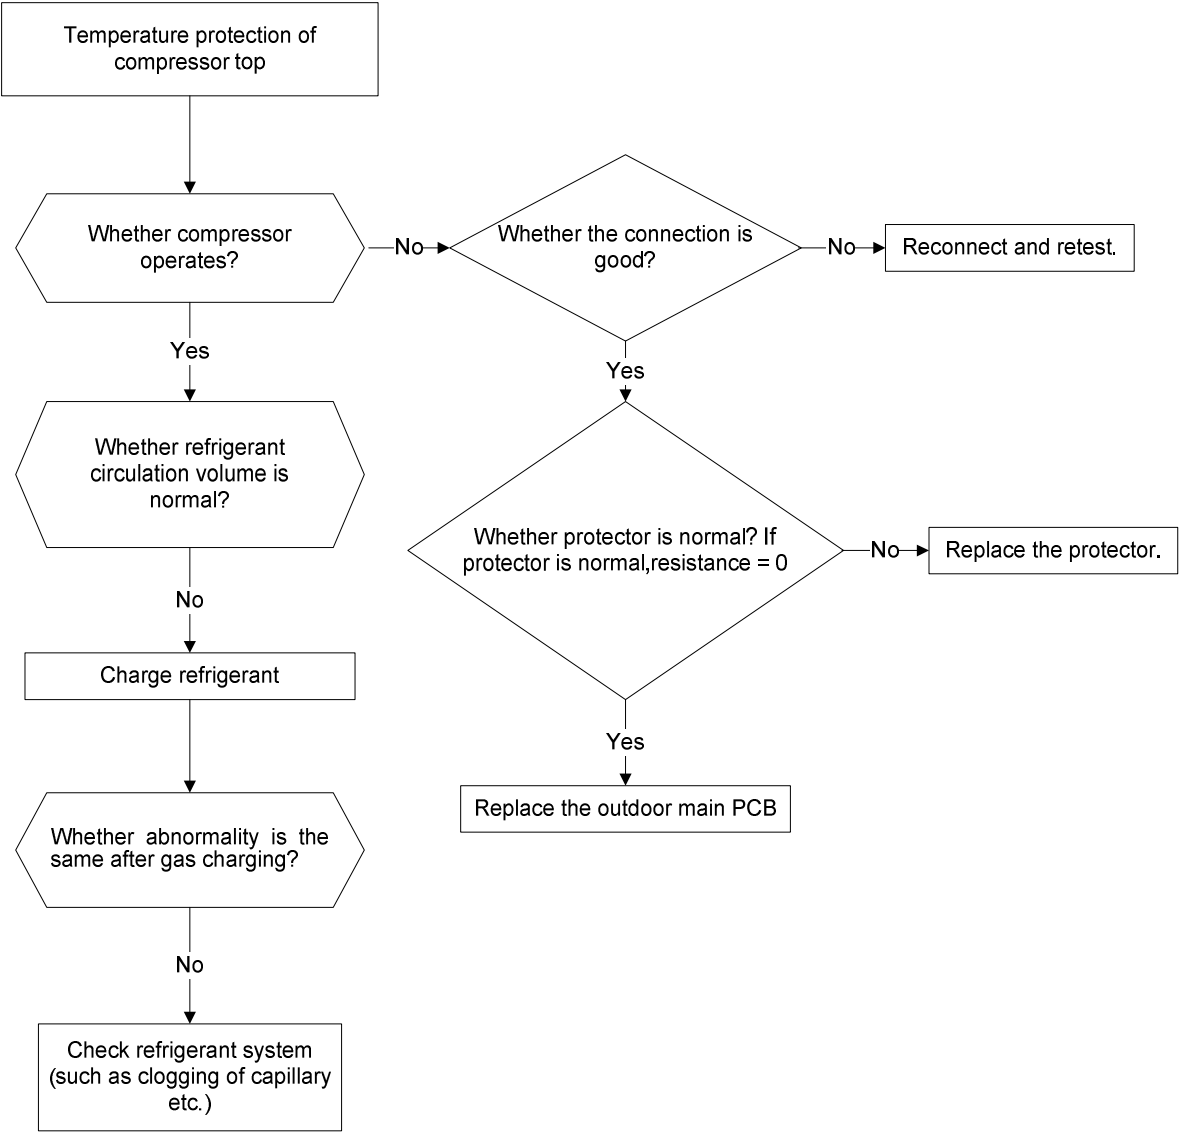 Temperature protection of
compressor top
Whether compressor
operates?
No
Whether the connection is
good?
No
Reconnect and retest.
Yes
Yes
Whether refrigerant
circulation volume is
normal?
Whether protector is normal? If
protector is normal,resistance = 0
No
Replace the protector.
No
Charge refrigerant
Yes
Replace the outdoor main PCB
Whether abnormality is the
same after gas charging?
No
Check refrigerant system
(such as clogging of capillary
etc.)